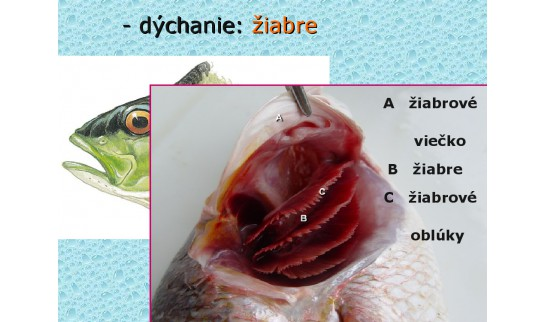 - dýchanie: žiabre
A žiabrové
viečko
B žiabre
C žiabrové
oblúky
A
C
B